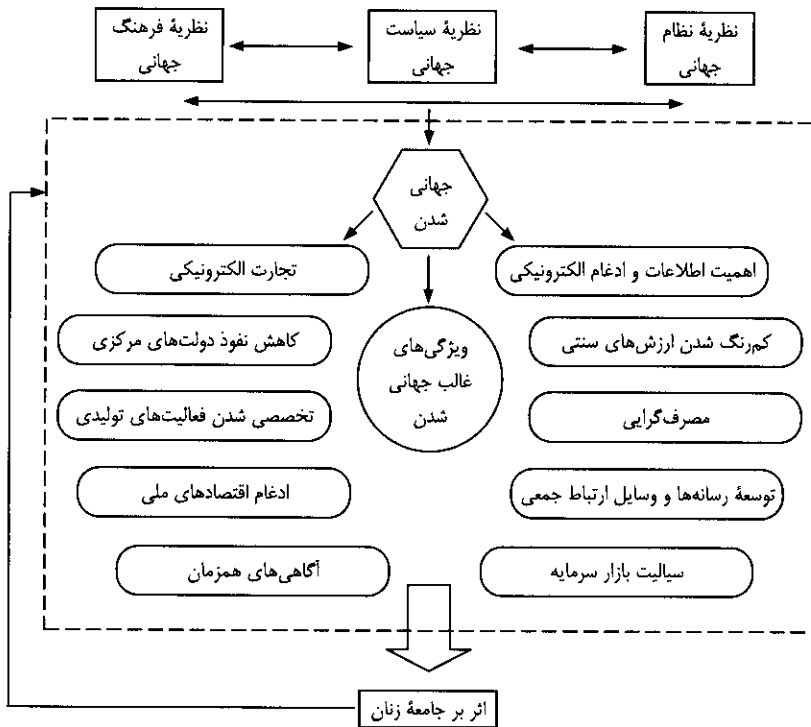 نظریهٔ نظام
جهانی
نظریهٔ سیاست
جهانی
نظریهٔ فرهنگ
جهانی
جهانی
شدن
اهمیت اطلاعات و ادغام الکترونیکی
تجارت الکترونیکی
ویژگی‌های
غالب جهانی
شدن
کم‌رنگ شدن ارزش‌های سنتی
کاهش نفوذ دولت‌های مرکزی
مصرف‌گرایی
تخصصی شدن فعالیت‌های تولیدی
توسعهٔ رسانه‌ها و وسایل ارتباط جمعی
ادغام اقتصادهای ملی
سیالیت بازار سرمایه
آگاهی‌های همزمان
اثر بر جامعهٔ زنان